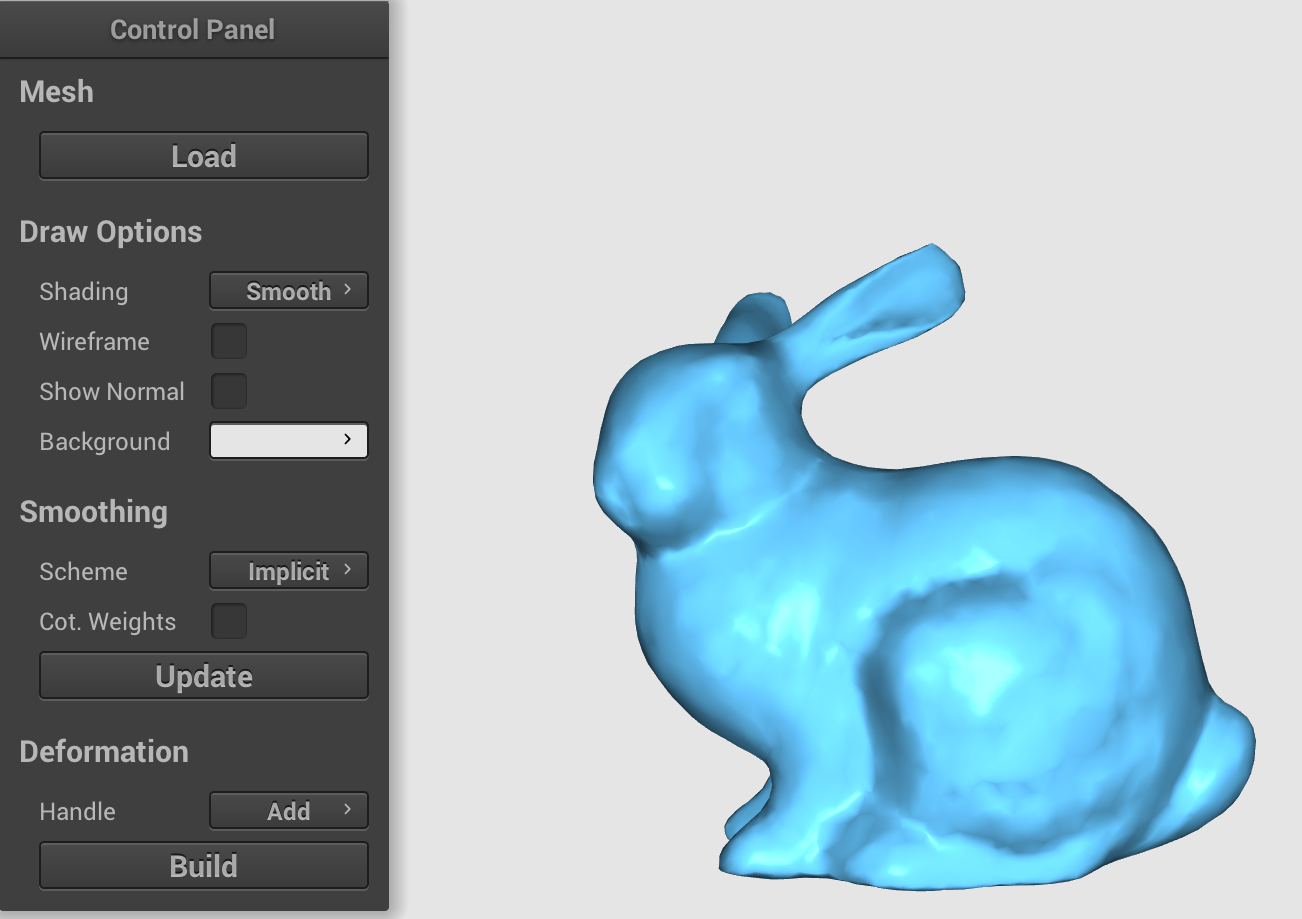 Control Panel
Mesh
Load
Draw Options
Shading Smooth >
Wireframe
Show Normal
Background >
Smoothing
Scheme Implicit >
Cot. Weights
Update
Deformation
Handle Add >
Build